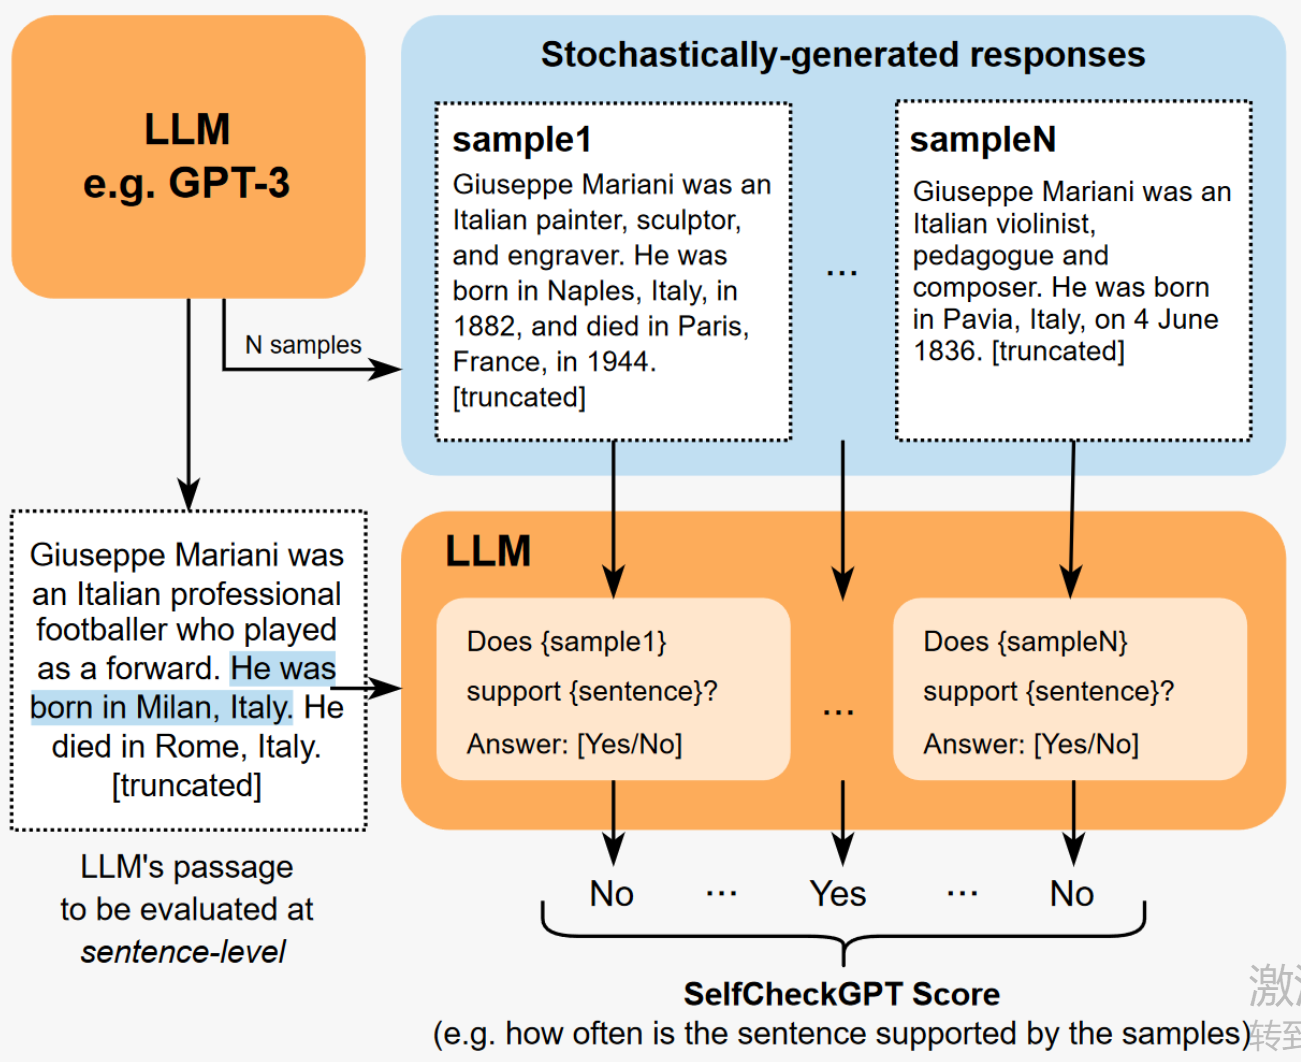 LLM
e.g. GPT-3
Stochastically-generated responses
sample1
Giuseppe Mariani was an
Italian painter, sculptor,
and engraver. He was
born in Naples, Italy, in
1882, and died in Paris,
France, in 1944.
[truncated]
...
sampleN
Giuseppe Mariani was an
Italian violinist,
pedagogue and
composer. He was born
in Pavia, Italy, on 4 June
1836. [truncated]
N samples
Giuseppe Mariani was
an Italian professional
footballer who played
as a forward. He was
born in Milan, Italy. He
died in Rome, Italy.
[truncated]
LLM's passage
to be evaluated at
sentence-level
LLM
Does {sample1}
support {sentence}?
Answer: [Yes/No]
...
Does {sampleN}
support {sentence}?
Answer: [Yes/No]
No ... Yes ... No
SelfCheckGPT Score
(e.g. how often is the sentence supported by the samples)
转到